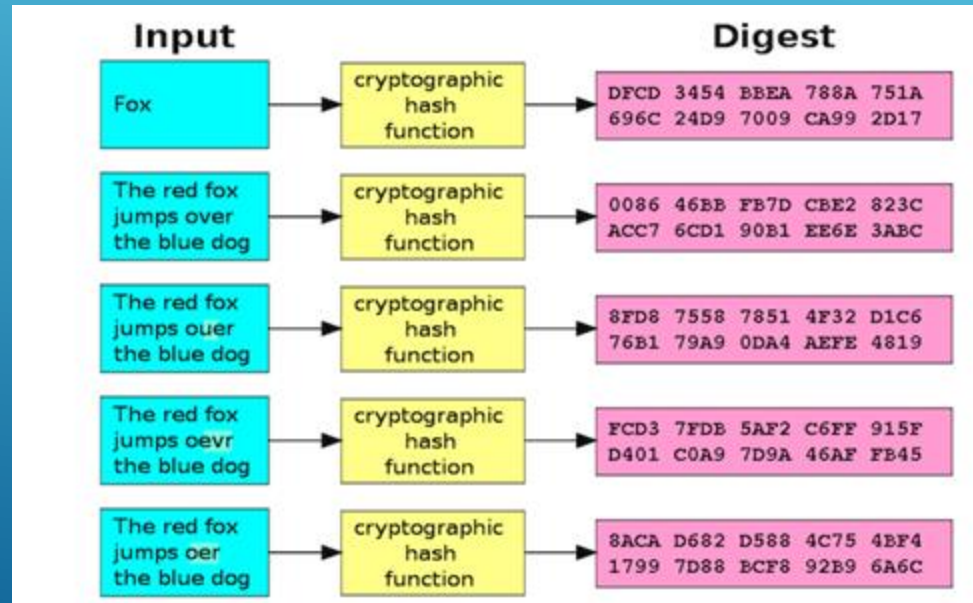 Input
Digest
Fox
cryptographic
hash
function
DFCD 3454 BBEA 788A 751A
696C 24D9 7009 CA99 2D17
The red fox
jumps over
the blue dog
cryptographic
hash
function
0086 46BB FB7D CBE2 823C
ACC7 6CD1 90B1 EE6E 3ABC
The red fox
jumps ouer
the blue dog
cryptographic
hash
function
8FD8 7558 7851 4F32 D1C6
76B1 79A9 0DA4 AEFE 4819
The red fox
jumps oevr
the blue dog
cryptographic
hash
function
FCD3 7FDB 5AF2 C6FF 915F
D401 C0A9 7D9A 46AF FB45
The red fox
jumps oer
the blue dog
cryptographic
hash
function
8ACA D682 D588 4C75 4BF4
1799 7D88 BCF8 92B9 6A6C